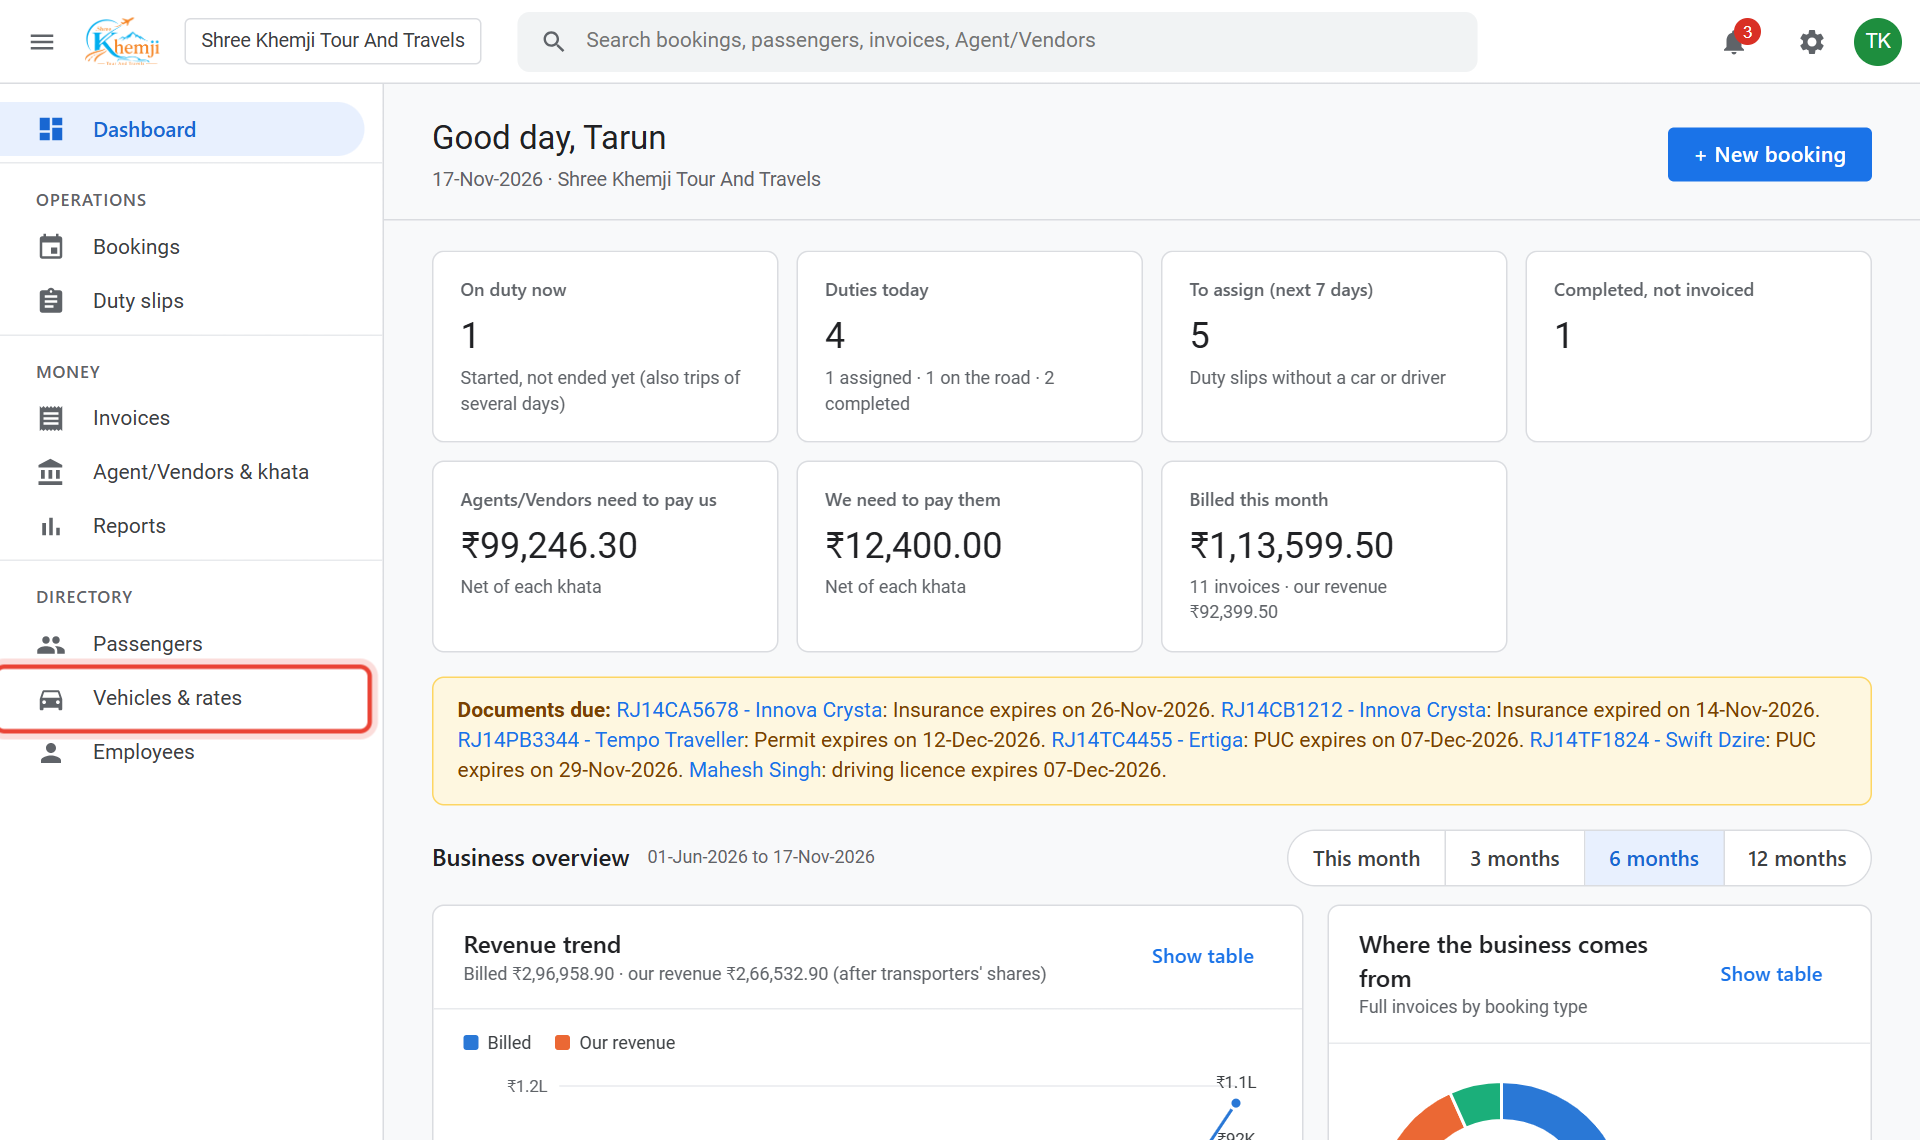 Khemji
Shree Khemji Tour And Travels
Search bookings, passengers, invoices, Agent/Vendors
3
TK
Dashboard
OPERATIONS
Bookings
Duty slips
MONEY
Invoices
Agent/Vendors & khata
Reports
DIRECTORY
Passengers
Vehicles & rates
Employees
Good day, Tarun
17-Nov-2026 · Shree Khemji Tour And Travels
+ New booking
On duty now
1
Started, not ended yet (also trips of
several days)
Duties today
4
1 assigned · 1 on the road · 2
completed
To assign (next 7 days)
5
Duty slips without a car or driver
Completed, not invoiced
1
Agents/Vendors need to pay us
₹99,246.30
Net of each khata
We need to pay them
₹12,400.00
Net of each khata
Billed this month
₹1,13,599.50
11 invoices · our revenue
₹92,399.50
Documents due: RJ14CA5678 - Innova Crysta: Insurance expires on 26-Nov-2026. RJ14CB1212 - Innova Crysta: Insurance expired on 14-Nov-2026.
RJ14PB3344 - Tempo Traveller: Permit expires on 12-Dec-2026. RJ14TC4455 - Ertiga: PUC expires on 07-Dec-2026. RJ14TF1824 - Swift Dzire: PUC
expires on 29-Nov-2026. Mahesh Singh: driving licence expires 07-Dec-2026.
Business overview 01-Jun-2026 to 17-Nov-2026
This month
3 months
6 months
12 months
Revenue trend
Billed ₹2,96,958.90 · our revenue ₹2,66,532.90 (after transporters' shares)
Show table
Billed
Our revenue
₹1.2L
₹1.1L
₹92K
Where the business comes
from
Full invoices by booking type
Show table